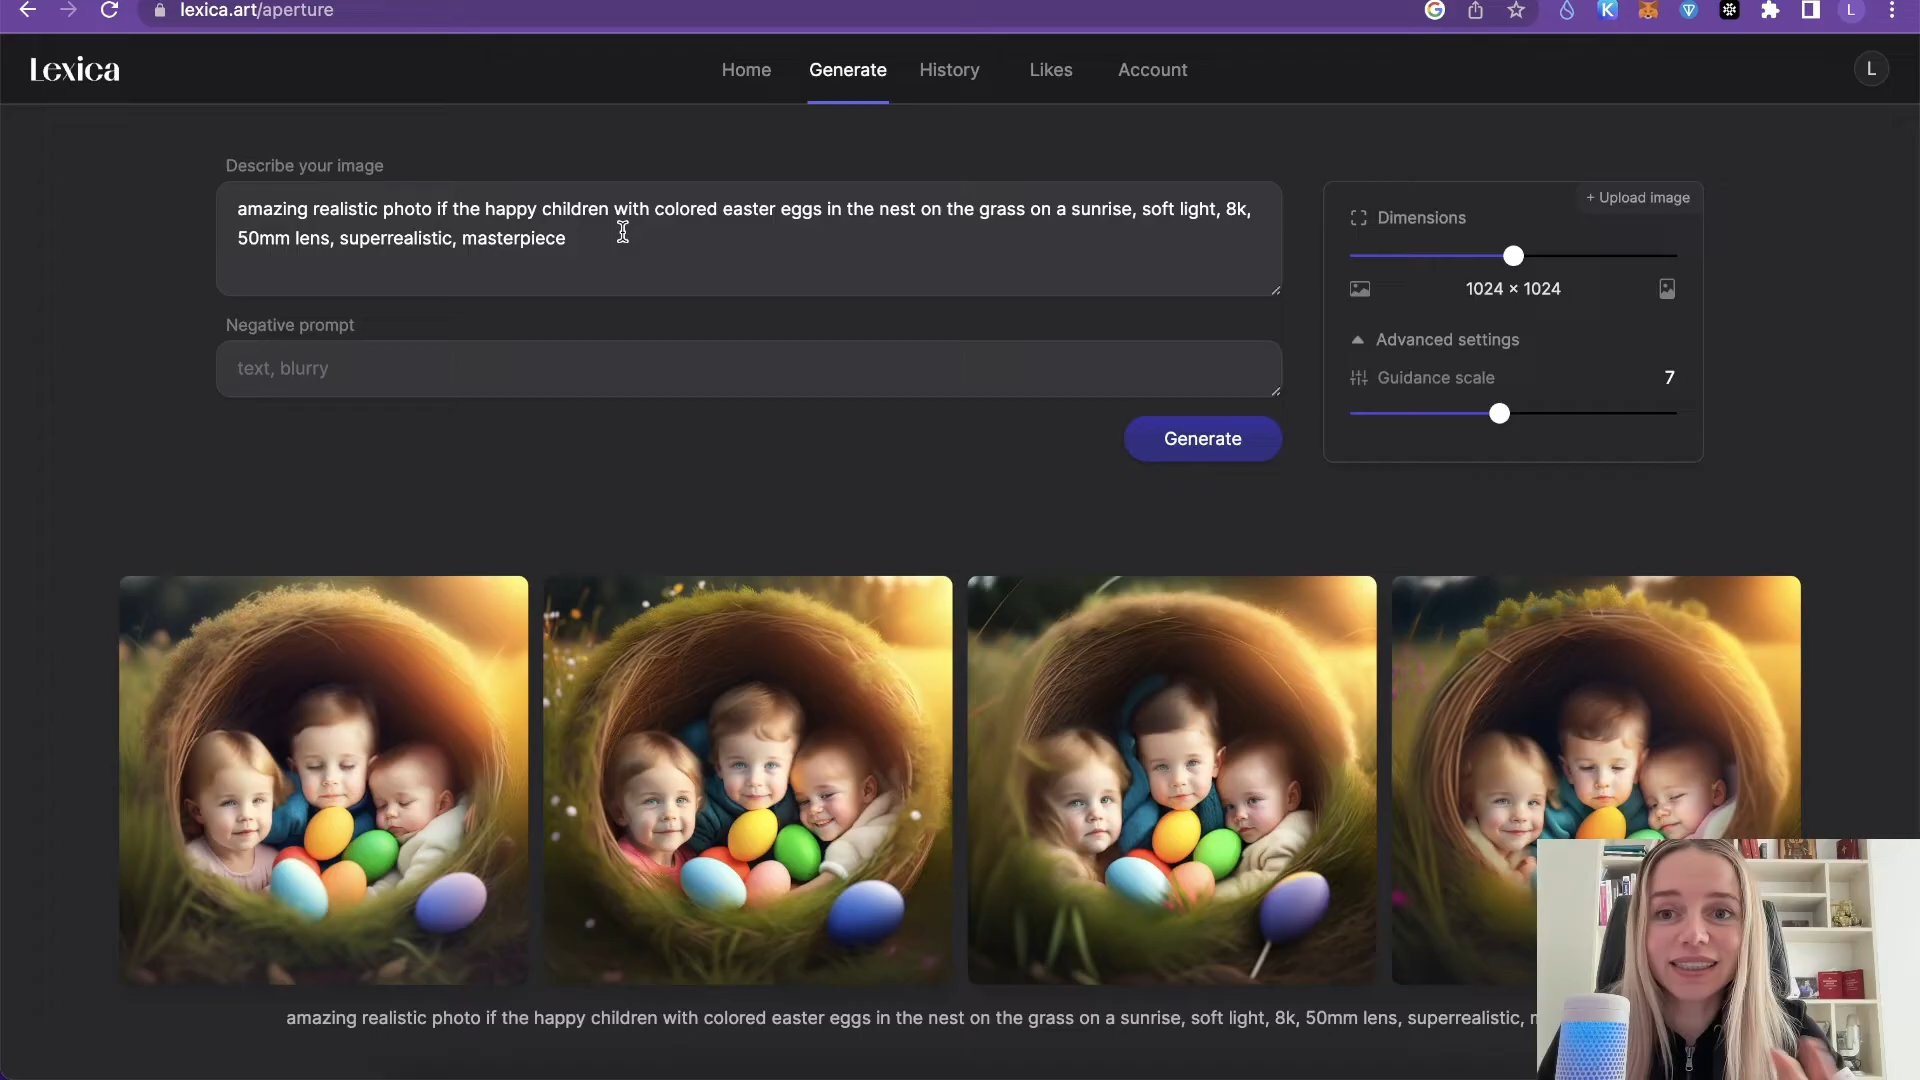 lexica.art/aperture
Lexica
Home
Generate
History
Likes
Account
L
L
Describe your image
amazing realistic photo if the happy children with colored easter eggs in the nest on the grass on a sunrise, soft light, 8k,
50mm lens, superrealistic, masterpiece
+ Upload image
Dimensions
1024 × 1024
Negative prompt
text, blurry
Advanced settings
Guidance scale
7
Generate
amazing realistic photo if the happy children with colored easter eggs in the nest on the grass on a sunrise, soft light, 8k, 50mm lens, superrealistic,